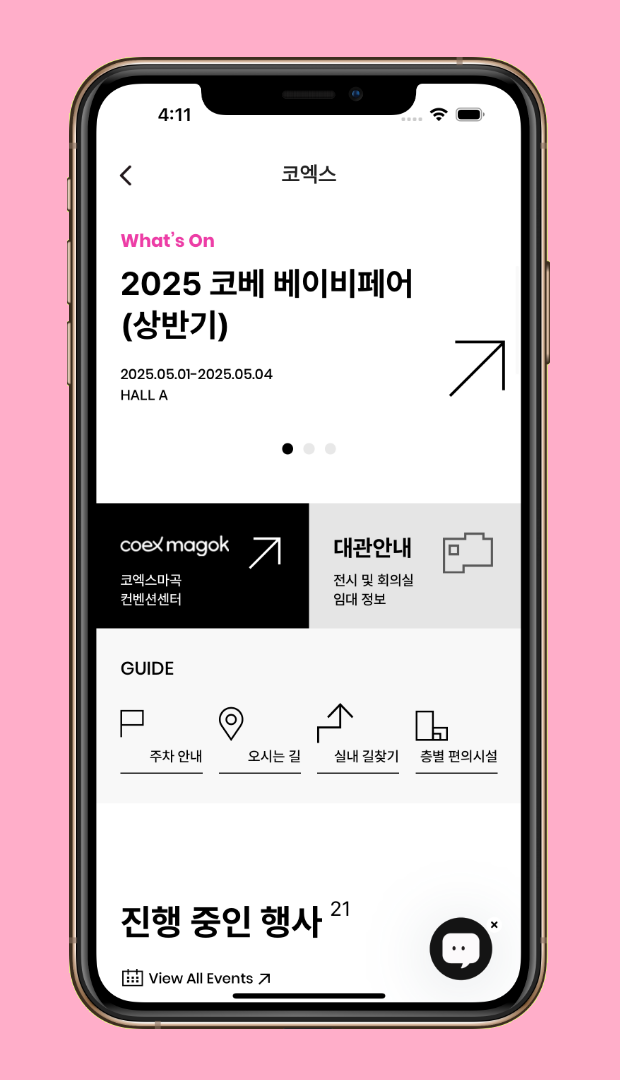 4:11
코엑스
What's On
2025 코베 베이비페어
(상반기)
2025.05.01-2025.05.04
HALL A
coex magok
코엑스마곡
컨벤션센터
대관안내
전시 및 회의실
임대 정보
GUIDE
주차 안내
오시는 길
실내 길찾기
층별 편의시설
진행 중인 행사 21
View All Events